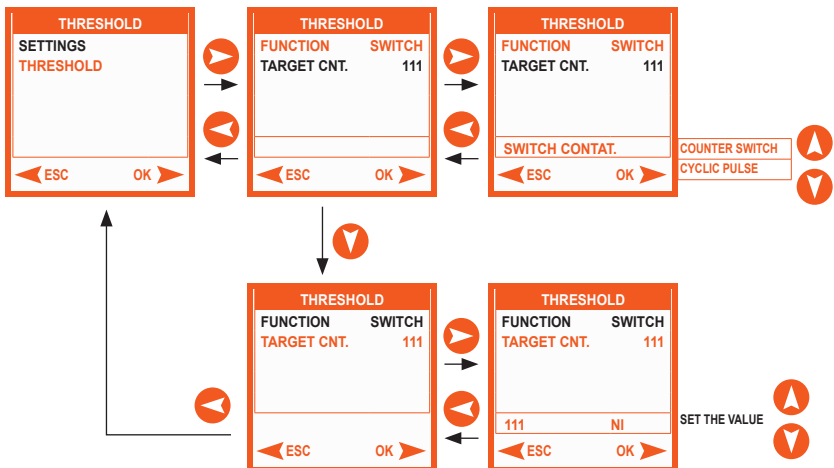 THRESHOLD
SETTINGS
THRESHOLD
ESC OK
THRESHOLD
FUNCTION SWITCH
TARGET CNT. 111
ESC OK
THRESHOLD
FUNCTION SWITCH
TARGET CNT. 111
SWITCH CONTAT.
ESC OK
COUNTER SWITCH
CYCLIC PULSE
THRESHOLD
FUNCTION SWITCH
TARGET CNT. 111
ESC OK
THRESHOLD
FUNCTION SWITCH
TARGET CNT. 111
111 NI
ESC OK
SET THE VALUE